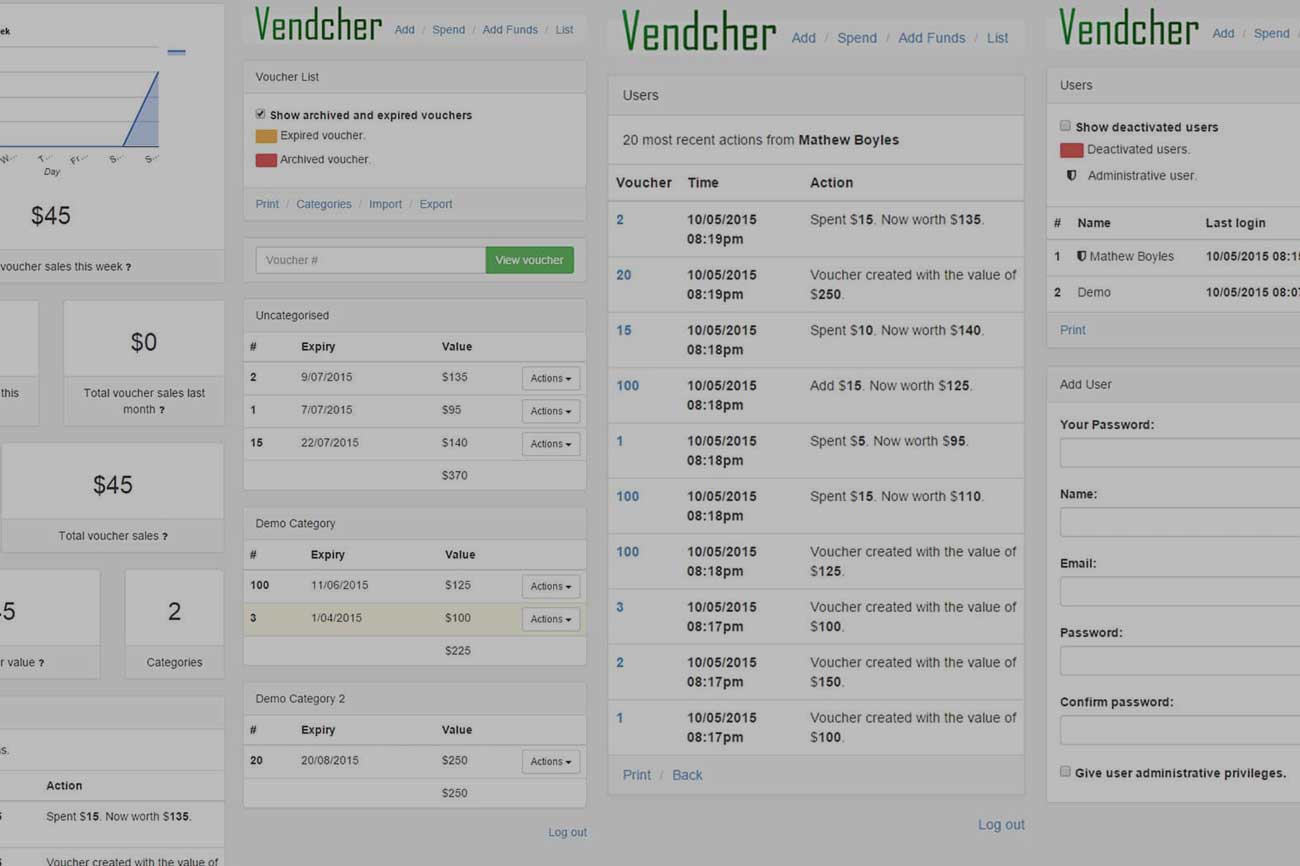 ek
W...
T...
Fr...
S...
S...
Day
$45
voucher sales this week ?
$0
this
Total voucher sales last
month ?
$45
Total voucher sales ?
2
r value ?
Categories
s.
Action
Spent $15. Now worth $135.
Voucher created with the value of
Vendcher
Add / Spend / Add Funds / List
Voucher List
Show archived and expired vouchers
Expired voucher.
Archived voucher.
Print / Categories / Import / Export
Voucher # View voucher
Uncategorised
# Expiry Value
2 9/07/2015 $135 Actions
1 7/07/2015 $95 Actions
15 22/07/2015 $140 Actions
$370
Demo Category
# Expiry Value
100 11/06/2015 $125 Actions
3 1/04/2015 $100 Actions
$225
Demo Category 2
# Expiry Value
20 20/08/2015 $250 Actions
$250
Log out
Vendcher
Add / Spend / Add Funds / List
Users
20 most recent actions from Mathew Boyles
Voucher Time Action
2 10/05/2015 Spent $15. Now worth $135.
08:19pm
20 10/05/2015 Voucher created with the value of
08:19pm $250.
15 10/05/2015 Spent $10. Now worth $140.
08:18pm
100 10/05/2015 Add $15. Now worth $125.
08:18pm
1 10/05/2015 Spent $5. Now worth $95.
08:18pm
100 10/05/2015 Spent $15. Now worth $110.
08:18pm
100 10/05/2015 Voucher created with the value of
08:18pm $125.
3 10/05/2015 Voucher created with the value of
08:17pm $100.
2 10/05/2015 Voucher created with the value of
08:17pm $150.
1 10/05/2015 Voucher created with the value of
08:17pm $100.
Print / Back
Log out
Vendcher
Add / Spend /
Users
Show deactivated users
Deactivated users.
Administrative user.
# Name Last login
1 Mathew Boyles 10/05/2015 08:1
2 Demo 10/05/2015 08:0
Print
Add User
Your Password:
Name:
Email:
Password:
Confirm password:
Give user administrative privileges.